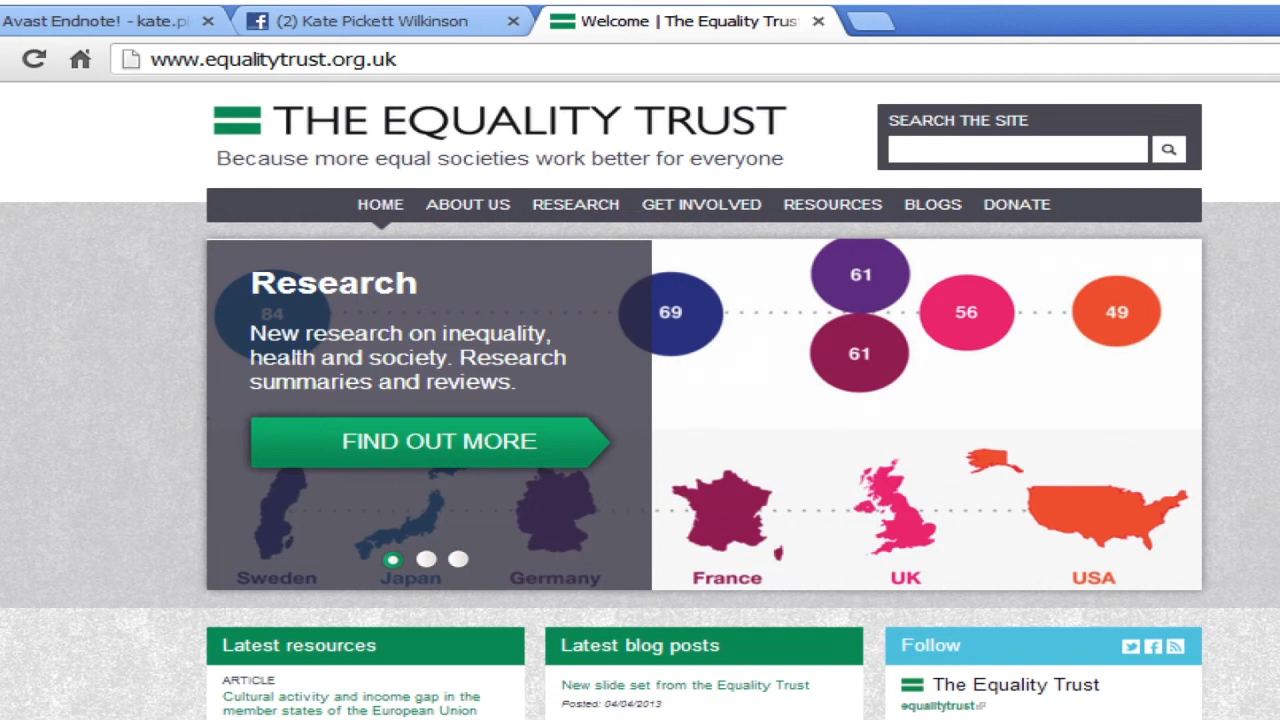 Avast Endnote! - kate.p
(2) Kate Pickett Wilkinson
Welcome | The Equality Trus
www.equalitytrust.org.uk
THE EQUALITY TRUST
Because more equal societies work better for everyone
SEARCH THE SITE
HOME ABOUT US RESEARCH GET INVOLVED RESOURCES BLOGS DONATE
Research
New research on inequality,
health and society. Research
summaries and reviews.
FIND OUT MORE
84 69 61 56 49
61
Sweden Japan Germany France UK USA
Latest resources
ARTICLE
Cultural activity and income gap in the
member states of the European Union
Latest blog posts
New slide set from the Equality Trust
Posted: 04/04/2013
Follow
The Equality Trust
equalitytrust